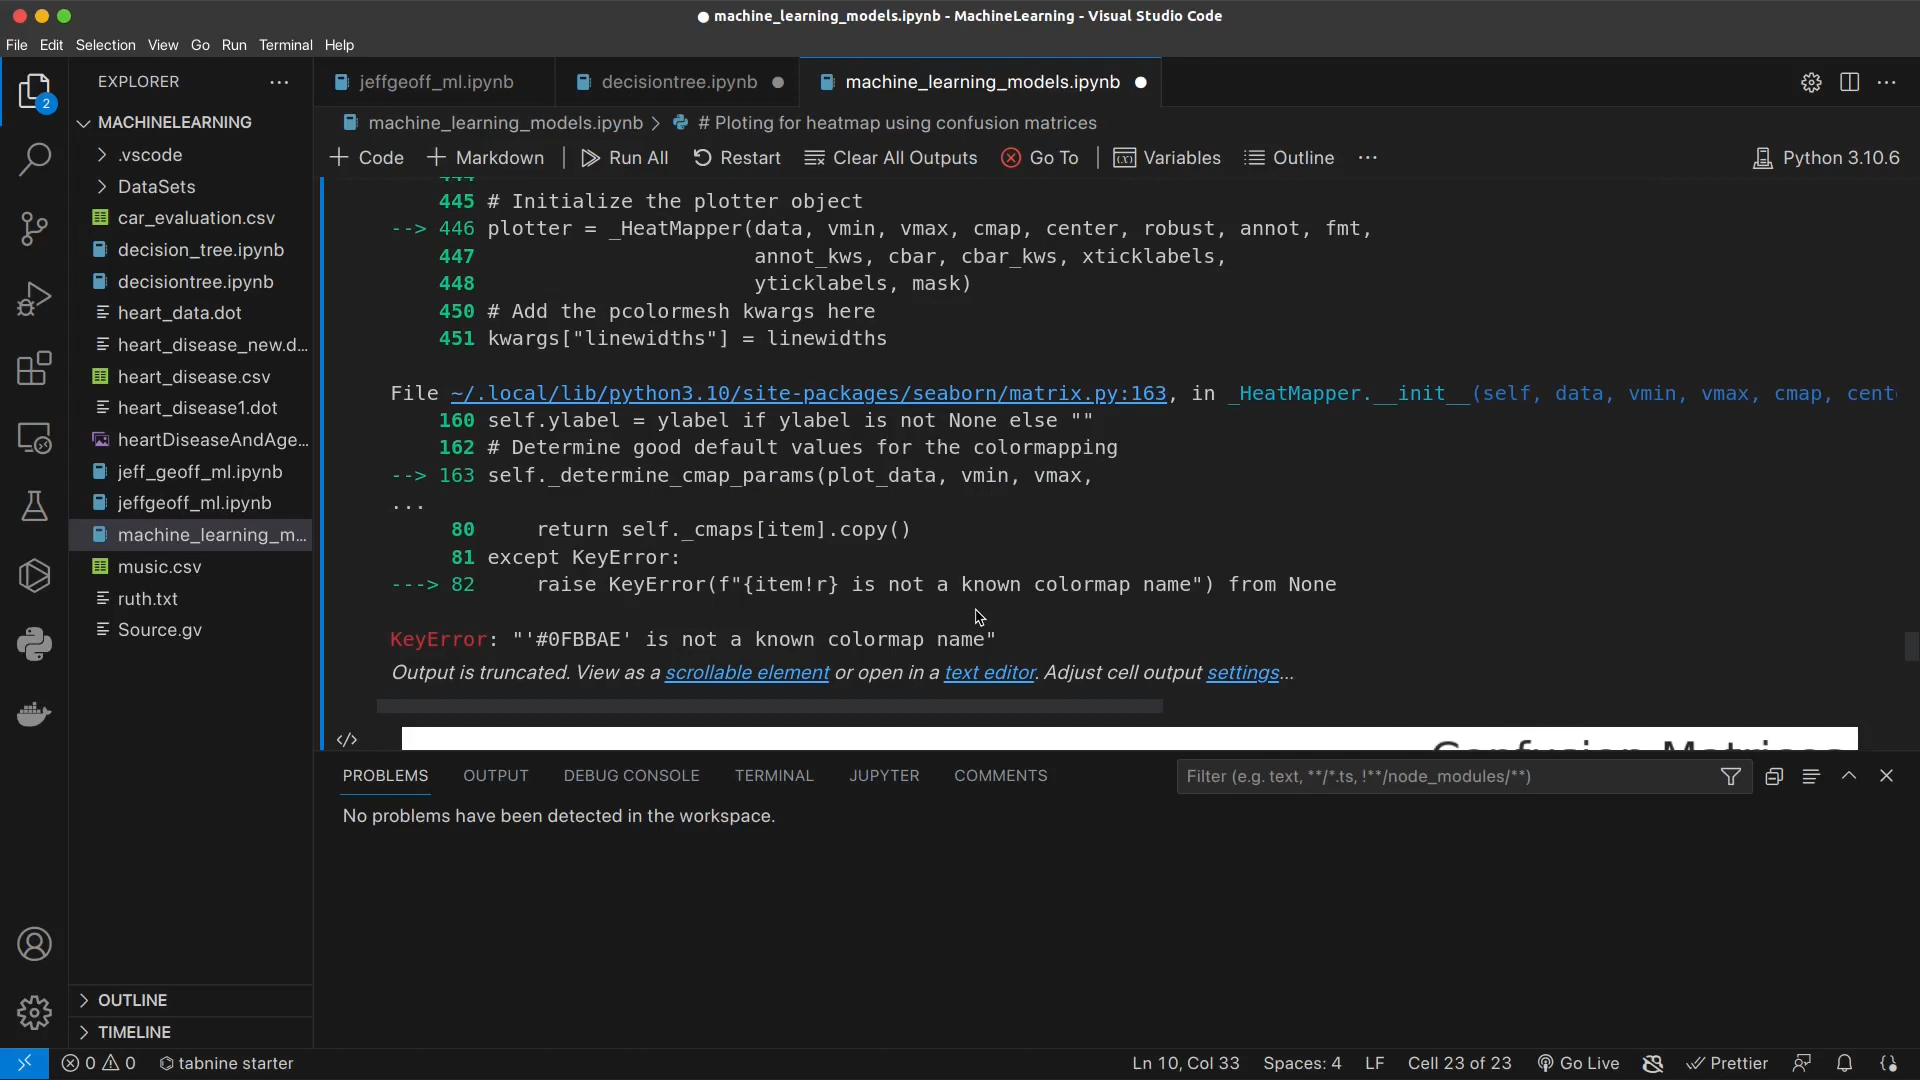 machine_learning_models.ipynb - MachineLearning - Visual Studio Code
File Edit Selection View Go Run Terminal Help
EXPLORER
2
MACHINELEARNING
.vscode
DataSets
car_evaluation.csv
decision_tree.ipynb
decisiontree.ipynb
heart_data.dot
heart_disease_new.d...
heart_disease.csv
heart_disease1.dot
heartDiseaseAndAge...
jeff_geoff_ml.ipynb
jeffgeoff_ml.ipynb
machine_learning_m...
music.csv
ruth.txt
Source.gv
OUTLINE
TIMELINE
jeffgeoff_ml.ipynb decisiontree.ipynb machine_learning_models.ipynb
machine_learning_models.ipynb > # Ploting for heatmap using confusion matrices
+ Code + Markdown | Run All Restart Clear All Outputs Go To | Variables Outline ... Python 3.10.6
444
445 # Initialize the plotter object
--> 446 plotter = _HeatMapper(data, vmin, vmax, cmap, center, robust, annot, fmt,
447 annot_kws, cbar, cbar_kws, xticklabels,
448 yticklabels, mask)
450 # Add the pcolormesh kwargs here
451 kwargs["linewidths"] = linewidths
File ~/.local/lib/python3.10/site-packages/seaborn/matrix.py:163, in _HeatMapper.__init__(self, data, vmin, vmax, cmap, cent
160 self.ylabel = ylabel if ylabel is not None else ""
162 # Determine good default values for the colormapping
--> 163 self._determine_cmap_params(plot_data, vmin, vmax,
...
80 return self._cmaps[item].copy()
81 except KeyError:
---> 82 raise KeyError(f"{item!r} is not a known colormap name") from None
KeyError: "'#0FBBAE' is not a known colormap name"
Output is truncated. View as a scrollable element or open in a text editor. Adjust cell output settings...
</> Confusion Matrices
PROBLEMS OUTPUT DEBUG CONSOLE TERMINAL JUPYTER COMMENTS Filter (e.g. text, **/*.ts, !**/node_modules/**)
No problems have been detected in the workspace.
0 0 tabnine starter Ln 10, Col 33 Spaces: 4 LF Cell 23 of 23 Go Live Prettier